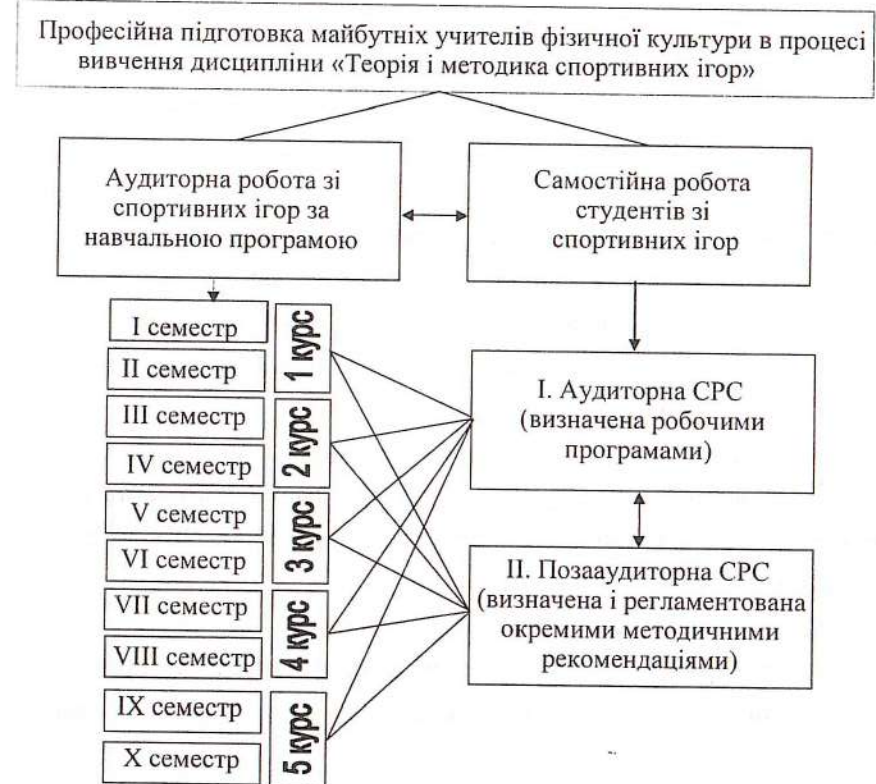 Професійна підготовка майбутніх учителів фізичної культури в процесі
вивчення дисципліни «Теорія і методика спортивних ігор»
Аудиторна робота зі
спортивних ігор за
навчальною програмою
Самостійна робота
студентів зі
спортивних ігор
I семестр
II семестр
1 курс
III семестр
IV семестр
2 курс
V семестр
VI семестр
3 курс
VII семестр
VIII семестр
4 курс
IX семестр
X семестр
5 курс
I. Аудиторна СРС
(визначена робочими
програмами)
II. Позааудиторна СРС
(визначена і регламентована
окремими методичними
рекомендаціями)